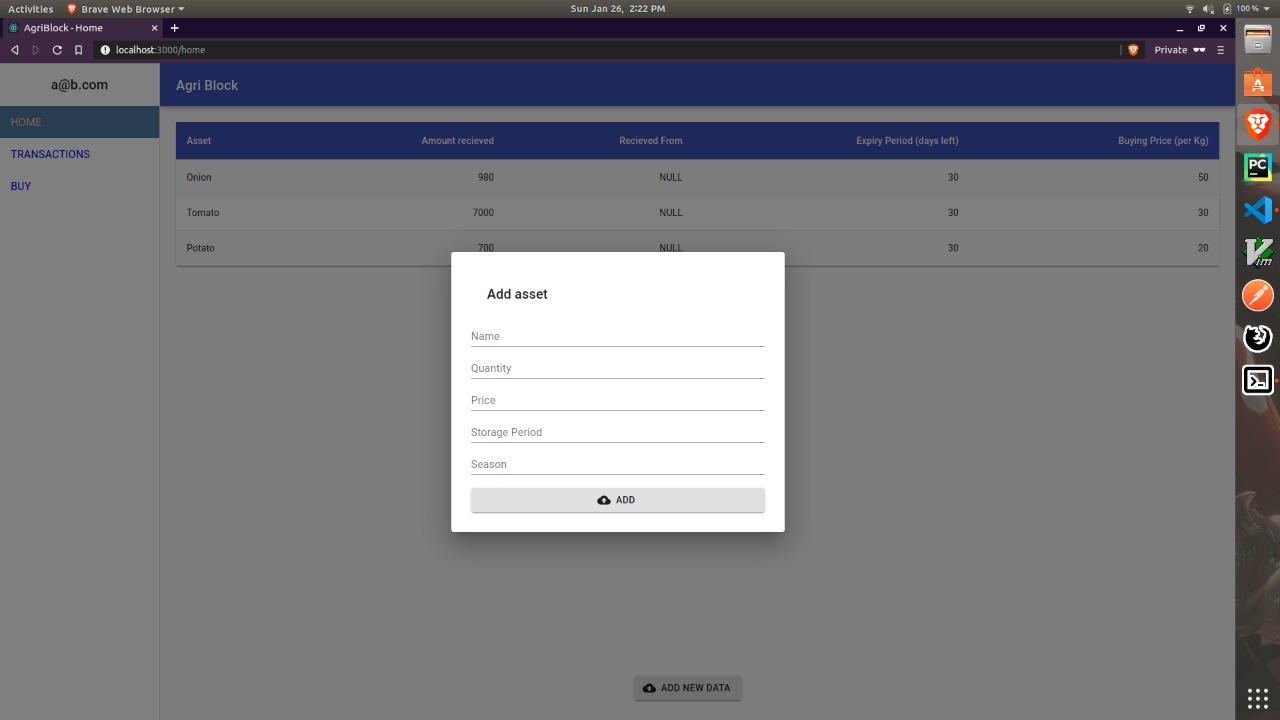 Activities Brave Web Browser Sun Jan 26, 2:22 PM 100 %
AgriBlock - Home
localhost:3000/home Private
a@b.com Agri Block
HOME
TRANSACTIONS
BUY
Asset Amount recieved Recieved From Expiry Period (days left) Buying Price (per Kg)
Onion 980 NULL 30 50
Tomato 7000 NULL 30 30
Potato 700 NULL 30 20
Add asset
Name
Quantity
Price
Storage Period
Season
ADD
ADD NEW DATA
PC
Vim